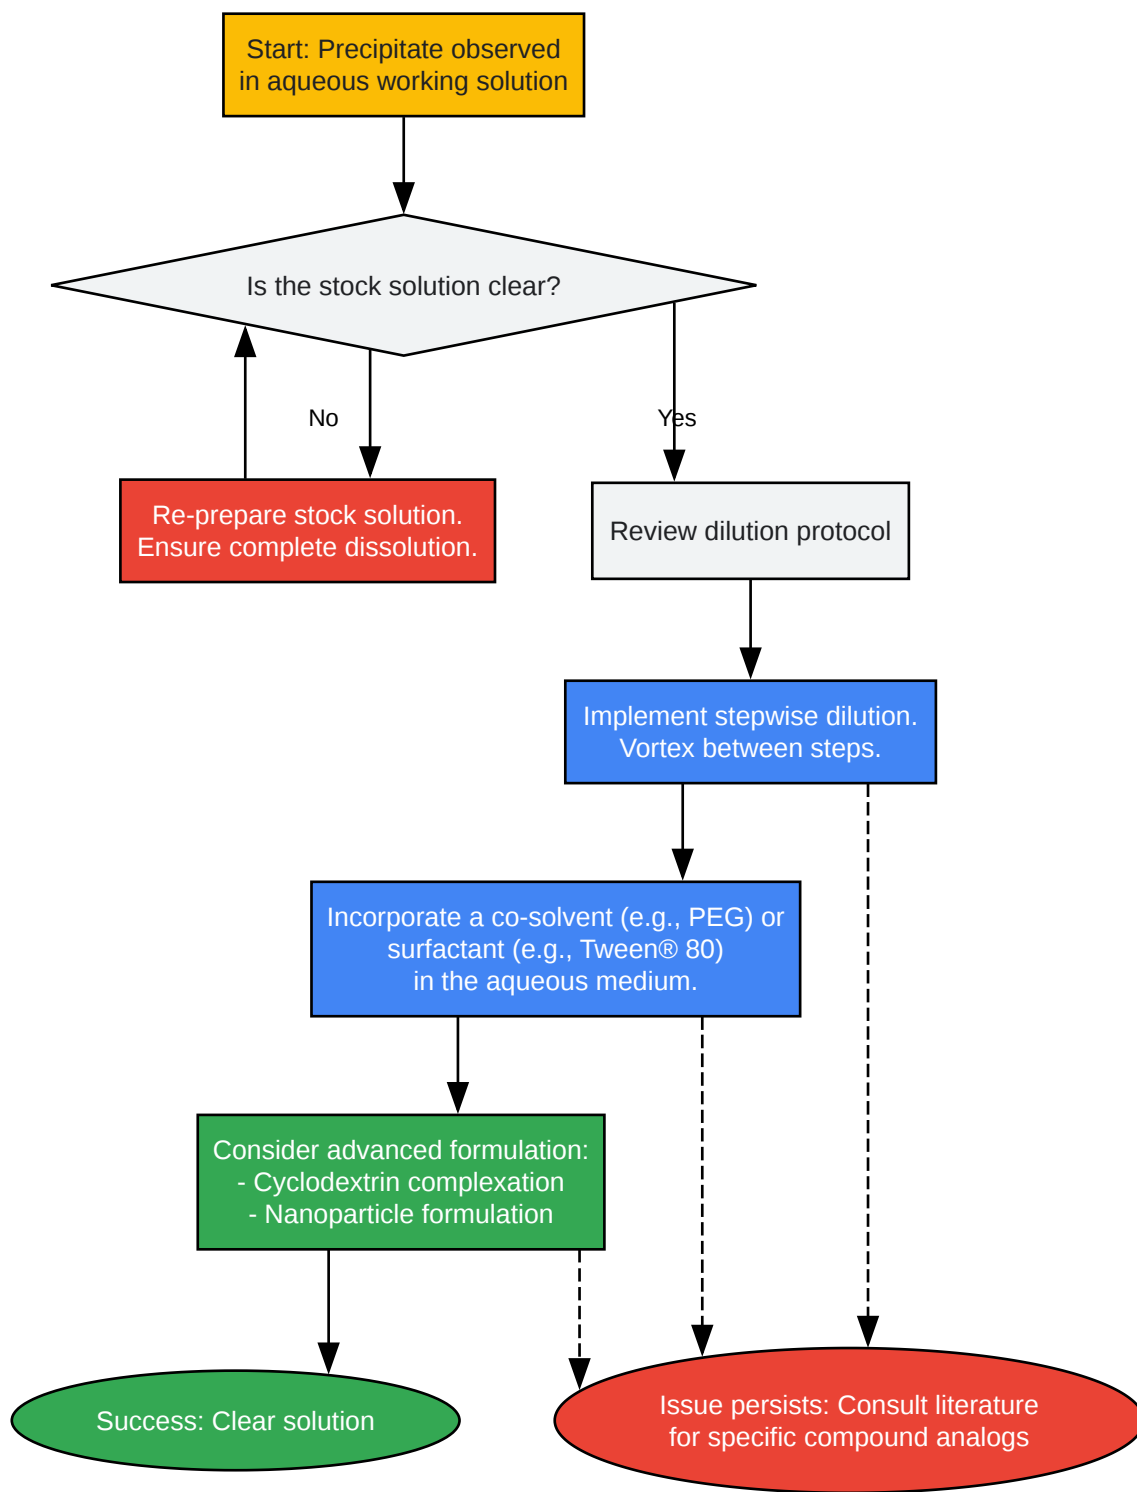 Start: Precipitate observed
in aqueous working solution
Is the stock solution clear?
No
Yes
Re-prepare stock solution.
Ensure complete dissolution.
Review dilution protocol
Implement stepwise dilution.
Vortex between steps.
Incorporate a co-solvent (e.g., PEG) or
surfactant (e.g., Tween® 80)
in the aqueous medium.
Consider advanced formulation:
- Cyclodextrin complexation
- Nanoparticle formulation
Success: Clear solution
Issue persists: Consult literature
for specific compound analogs